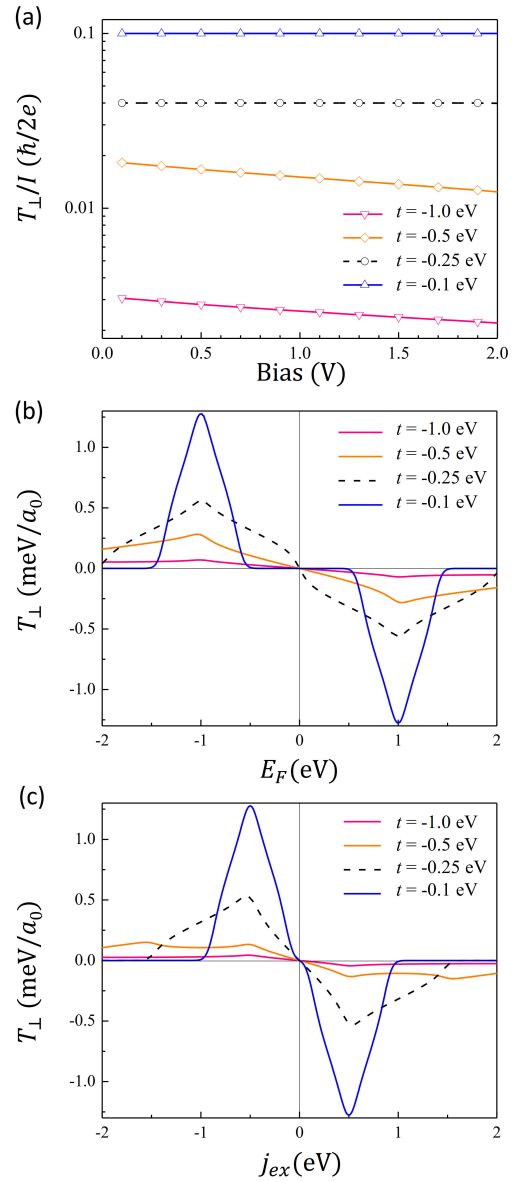 (a)
T⊥/I (ħ/2e)
0.1
0.01
t = -1.0 eV
t = -0.5 eV
t = -0.25 eV
t = -0.1 eV
0.0 0.5 1.0 1.5 2.0
Bias (V)
(b)
T⊥ (meV/a₀)
1.0
0.5
0.0
-0.5
-1.0
t = -1.0 eV
t = -0.5 eV
t = -0.25 eV
t = -0.1 eV
-2 -1 0 1 2
E_F(eV)
(c)
T⊥ (meV/a₀)
1.0
0.5
0.0
-0.5
-1.0
t = -1.0 eV
t = -0.5 eV
t = -0.25 eV
t = -0.1 eV
-2 -1 0 1 2
j_ex(eV)